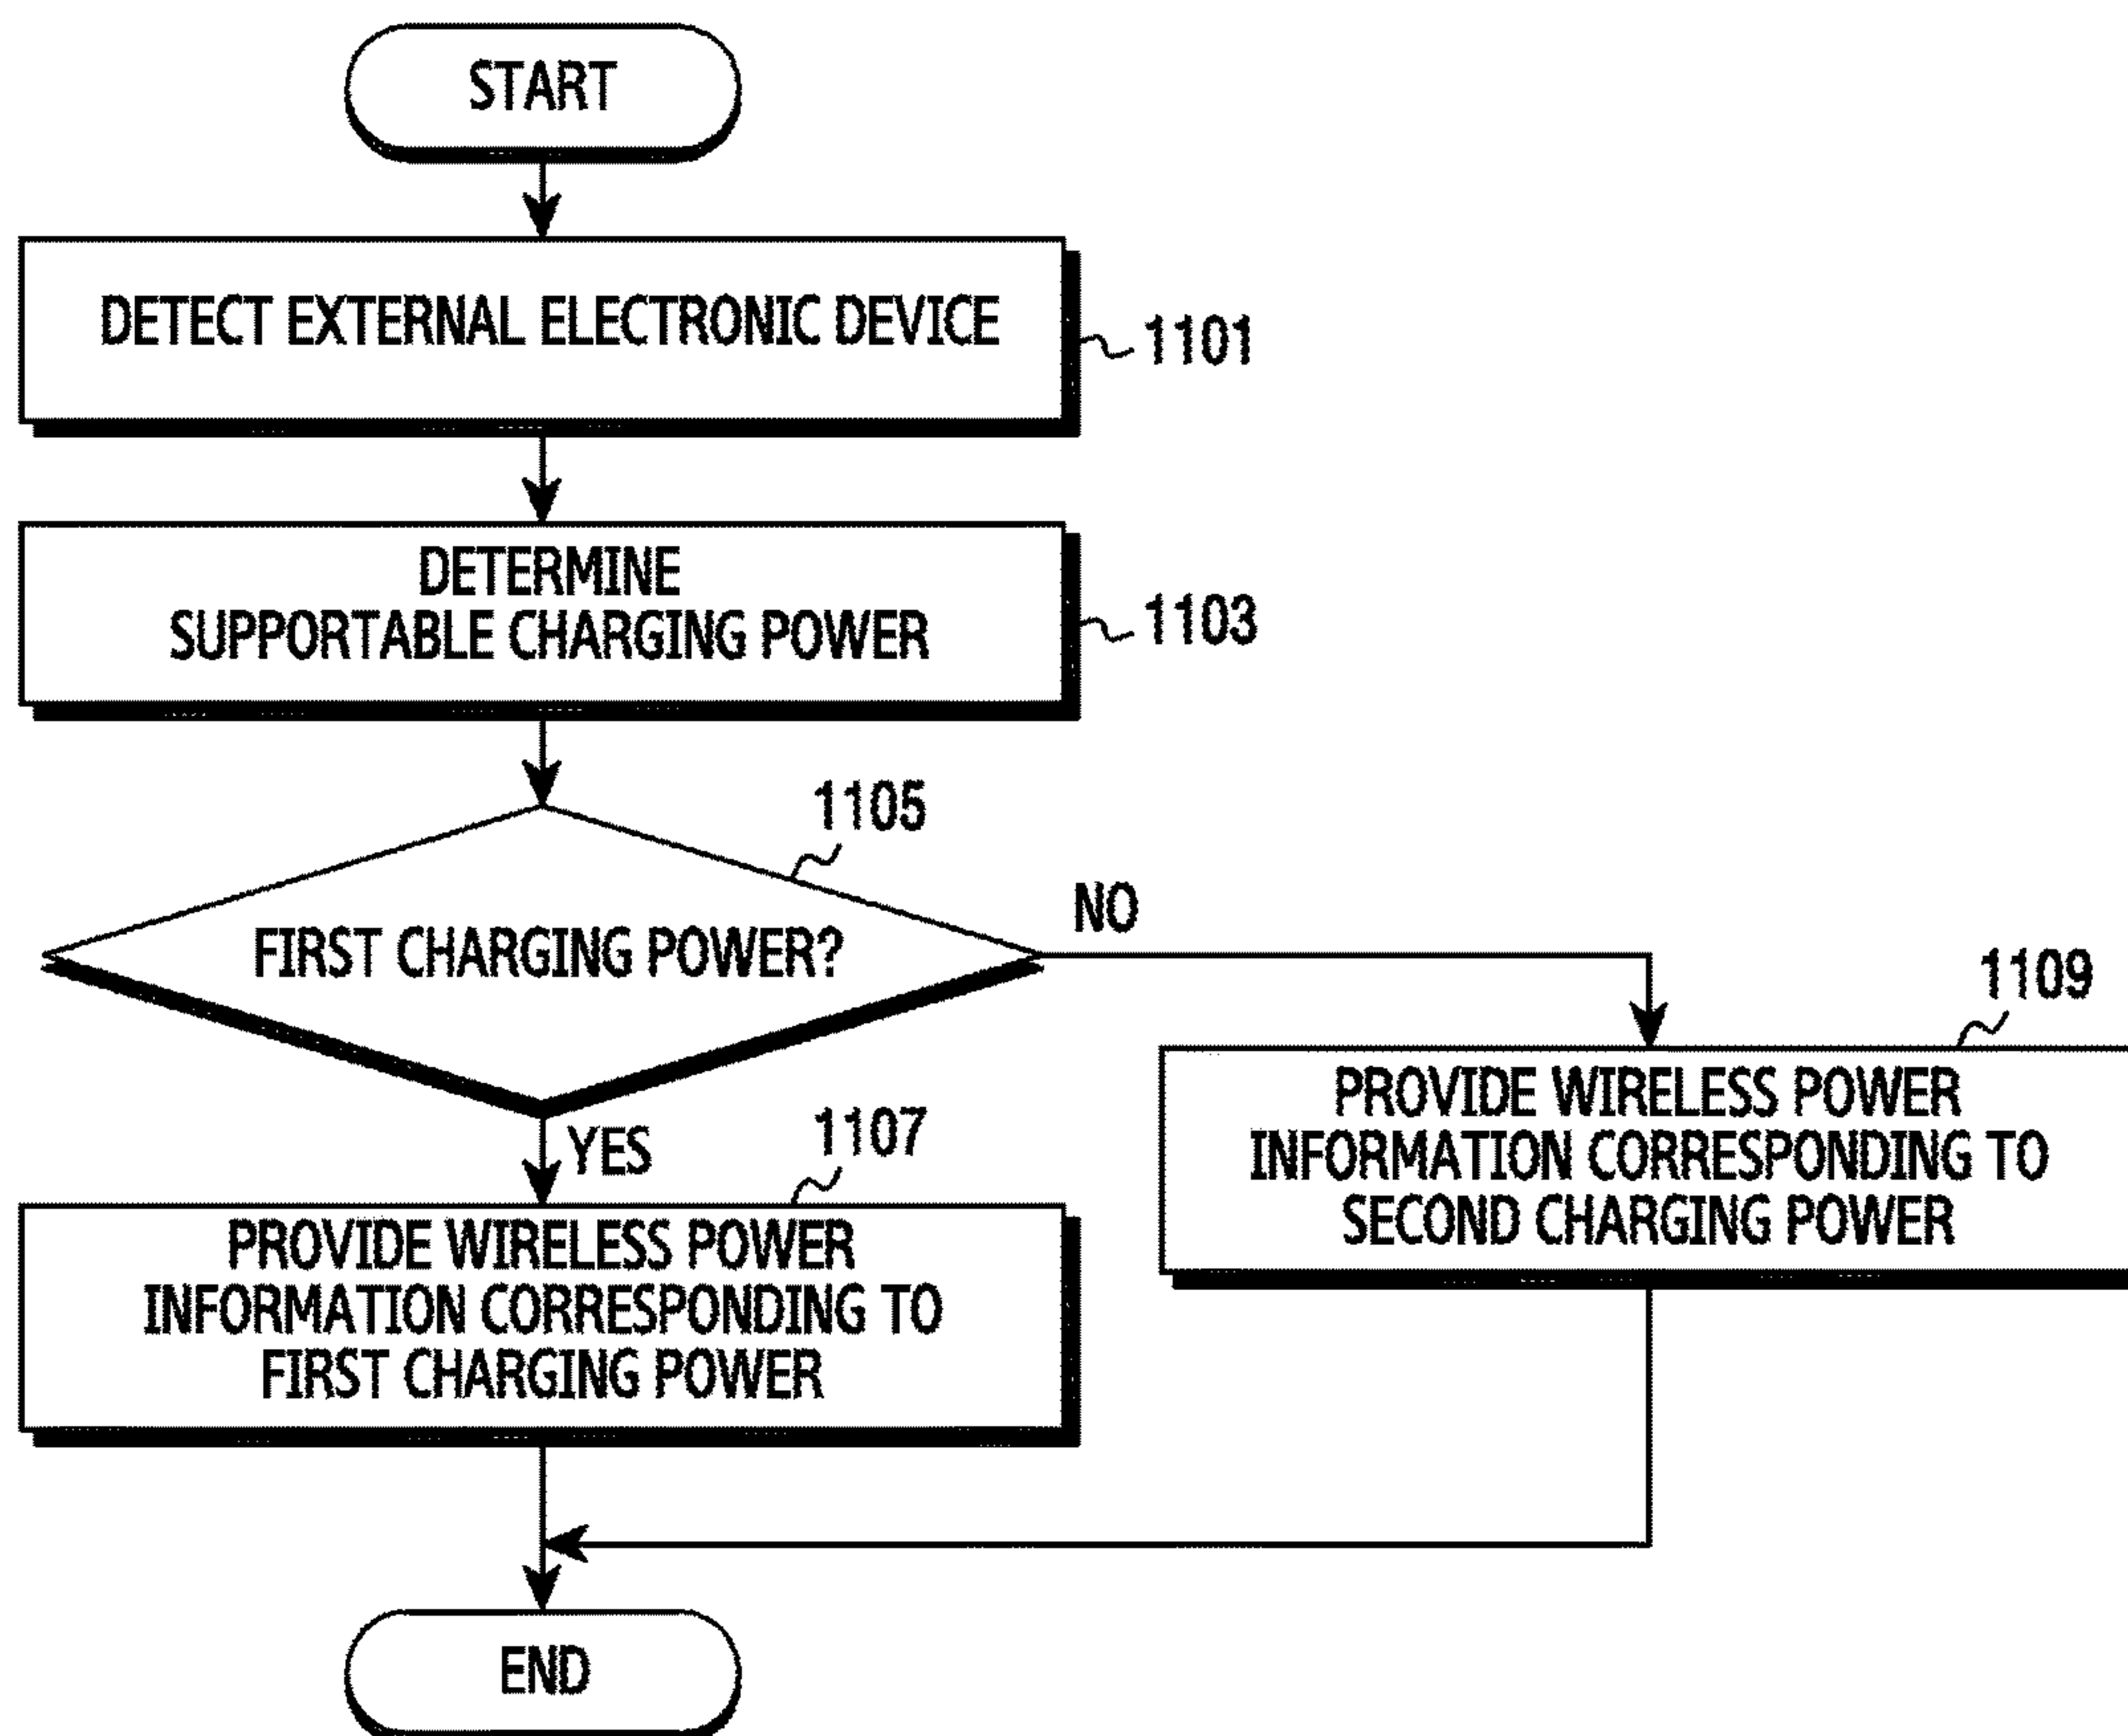 START
DETECT EXTERNAL ELECTRONIC DEVICE
1101
DETERMINE
SUPPORTABLE CHARGING POWER
1103
1105
FIRST CHARGING POWER?
NO
YES
1107
PROVIDE WIRELESS POWER
INFORMATION CORRESPONDING TO
FIRST CHARGING POWER
1109
PROVIDE WIRELESS POWER
INFORMATION CORRESPONDING TO
SECOND CHARGING POWER
END